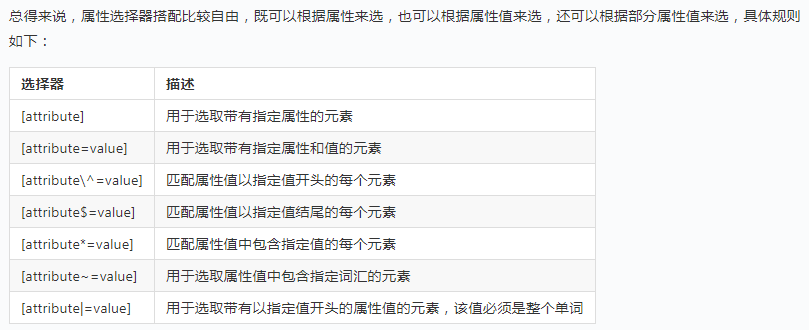 总得来说，属性选择器搭配比较自由，既可以根据属性来选，也可以根据属性值来选，还可以根据部分属性值来选，具体规则
如下：
选择器 描述
[attribute] 用于选取带有指定属性的元素
[attribute=value] 用于选取带有指定属性和值的元素
[attribute\^=value] 匹配属性值以指定值开头的每个元素
[attribute$=value] 匹配属性值以指定值结尾的每个元素
[attribute*=value] 匹配属性值中包含指定值的每个元素
[attribute~=value] 用于选取属性值中包含指定词汇的元素
[attribute|=value] 用于选取带有以指定值开头的属性值的元素，该值必须是整个单词